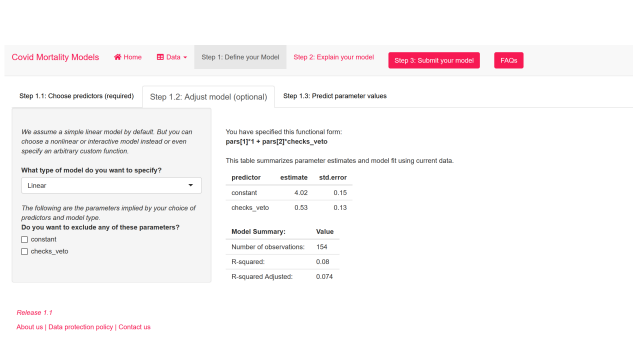 Covid Mortality Models Home Data Step 1: Define your Model Step 2: Explain your model Step 3: Submit your model FAQs
Step 1.1: Choose predictors (required) Step 1.2: Adjust model (optional) Step 1.3: Predict parameter values
We assume a simple linear model by default. But you can
choose a nonlinear or interactive model instead or even
specify an arbitrary custom function.
What type of model do you want to specify?
Linear
The following are the parameters implied by your choice of
predictors and model type.
Do you want to exclude any of these parameters?
constant
checks_veto
You have specified this functional form:
pars[1]*1 + pars[2]*checks_veto
This table summarizes parameter estimates and model fit using current data.
predictor estimate std.error
constant 4.02 0.15
checks_veto 0.53 0.13
Model Summary: Value
Number of observations: 154
R-squared: 0.08
R-squared Adjusted: 0.074
Release 1.1
About us | Data protection policy | Contact us